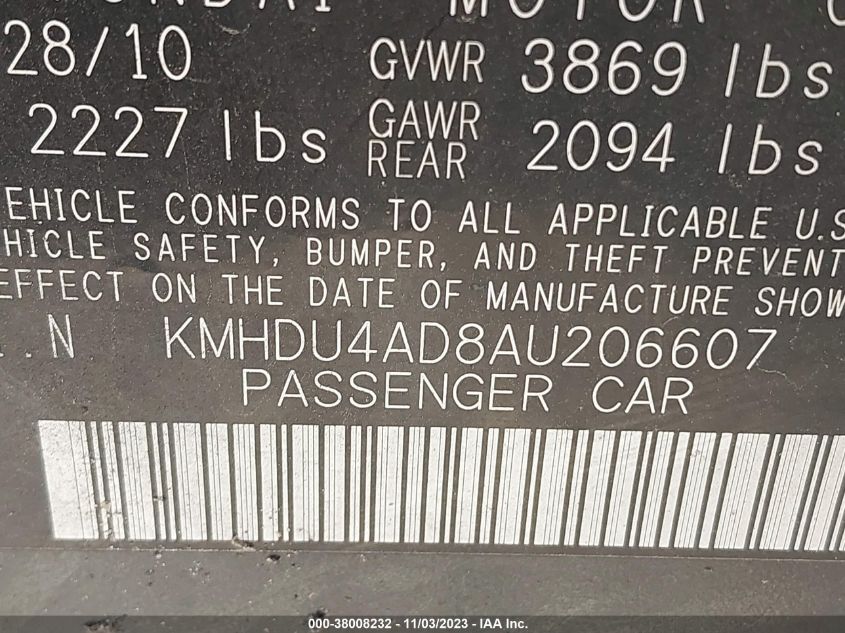 HYUNDAI MOTOR
28/10 GVWR 3869 lbs
2227 lbs GAWR REAR 2094 lbs
EHICLE CONFORMS TO ALL APPLICABLE U.S
HICLE SAFETY, BUMPER, AND THEFT PREVENT
EFFECT ON THE DATE OF MANUFACTURE SHOW
.N KMHDU4AD8AU206607
PASSENGER CAR
000-38008232 - 11/03/2023 - IAA Inc.